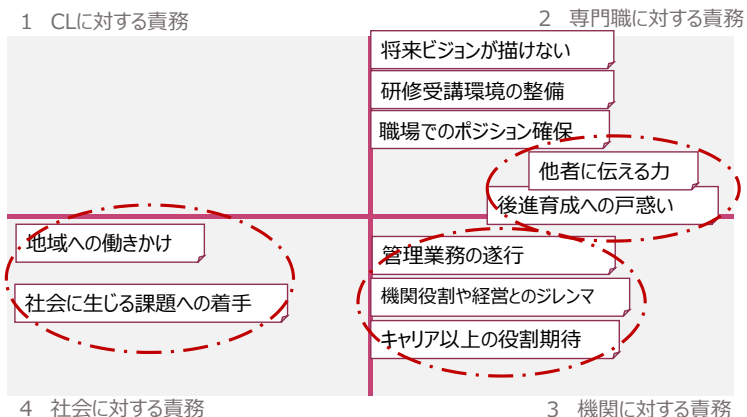 1 CLに対する責務
2 専門職に対する責務
将来ビジョンが描けない
研修受講環境の整備
職場でのポジション確保
他者に伝える力
後進育成への戸惑い
地域への働きかけ
社会に生じる課題への着手
管理業務の遂行
機関役割や経営とのジレンマ
キャリア以上の役割期待
4 社会に対する責務
3 機関に対する責務